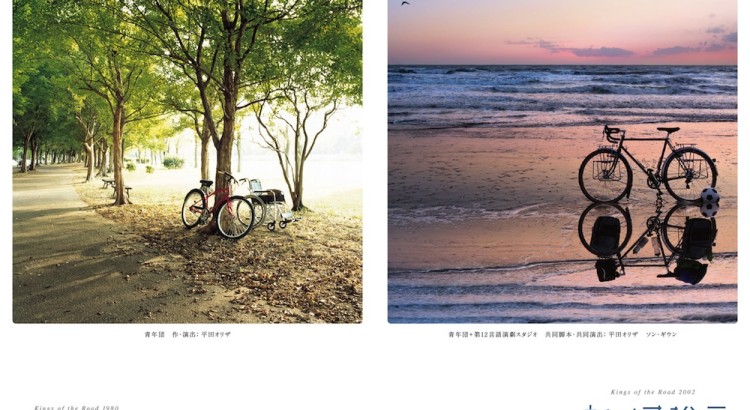 青年団 作・演出：平田オリザ
青年団+第12言語演劇スタジオ 共同脚本・共同演出：平田オリザ ソン・ギウン
Kings of the Road 2002
Kings of the Road 1980